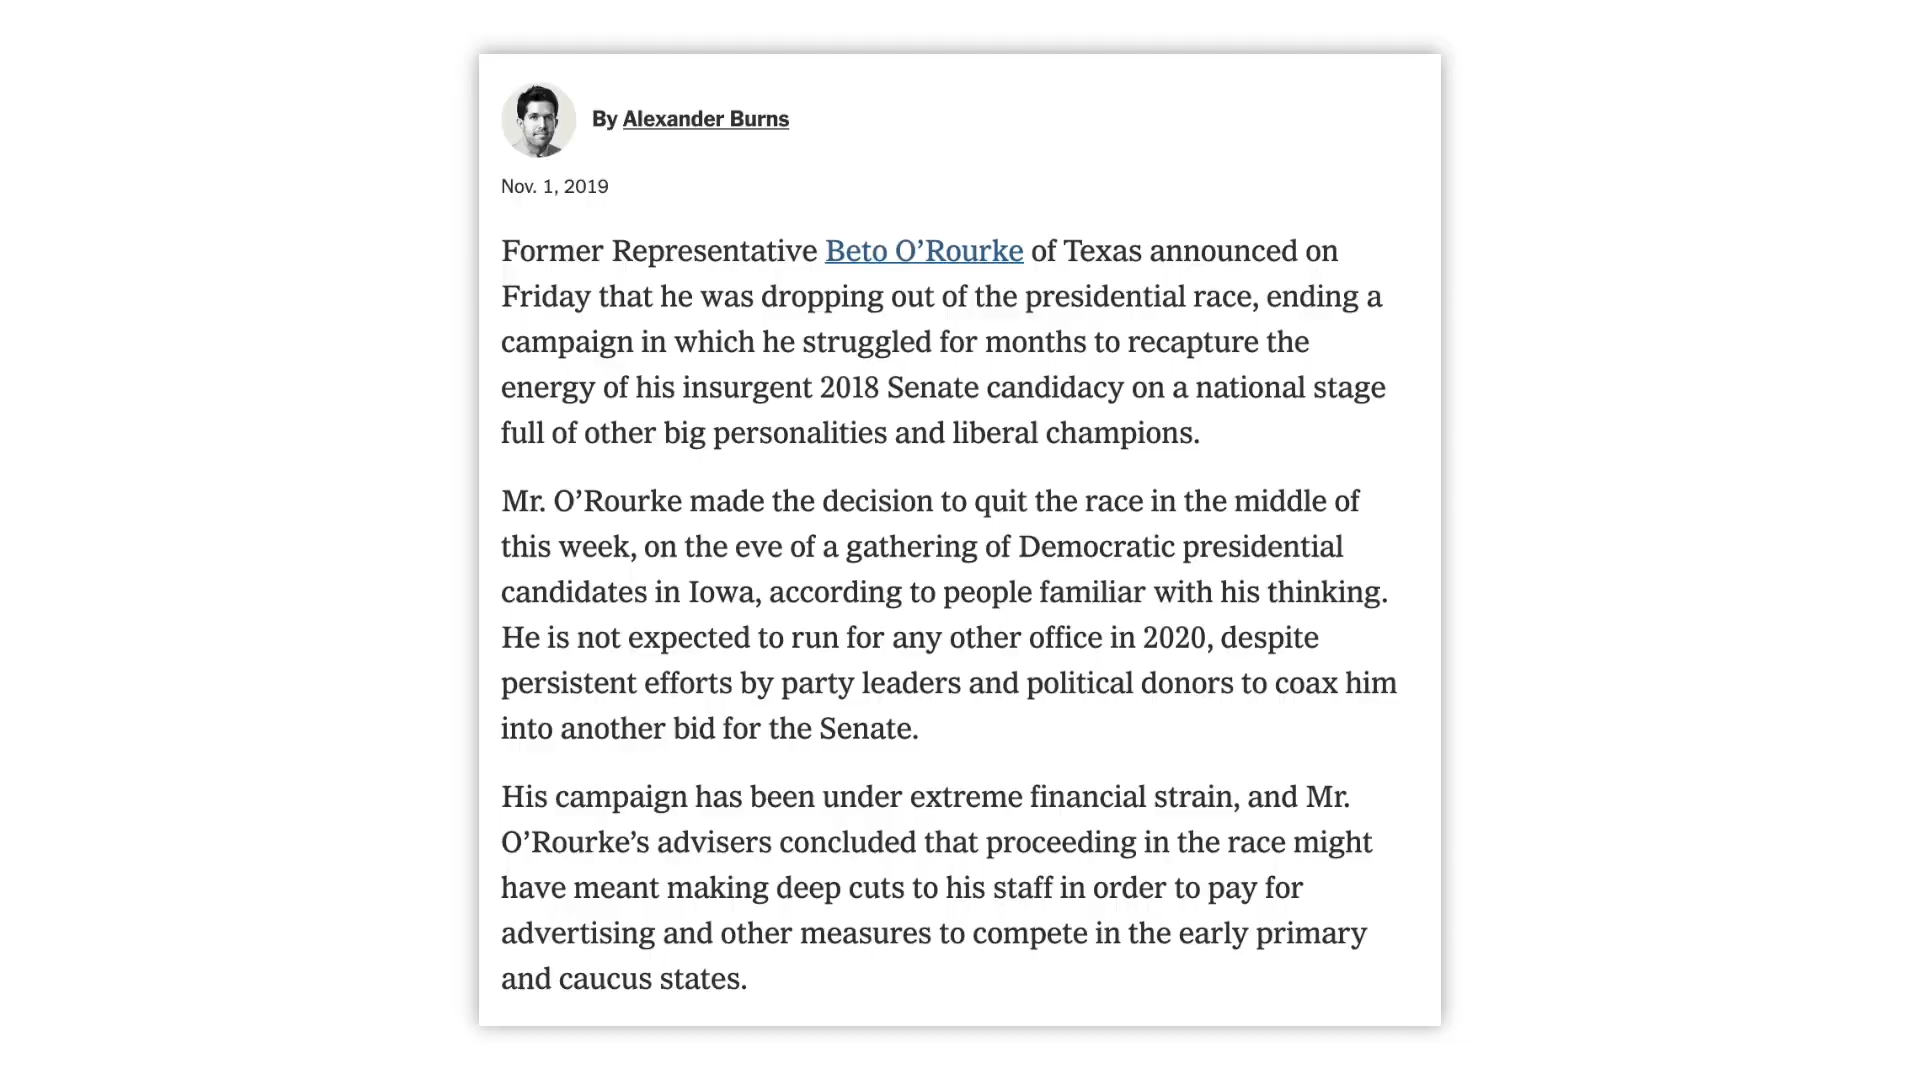 By Alexander Burns
Nov. 1, 2019
Former Representative Beto O’Rourke of Texas announced on
Friday that he was dropping out of the presidential race, ending a
campaign in which he struggled for months to recapture the
energy of his insurgent 2018 Senate candidacy on a national stage
full of other big personalities and liberal champions.
Mr. O’Rourke made the decision to quit the race in the middle of
this week, on the eve of a gathering of Democratic presidential
candidates in Iowa, according to people familiar with his thinking.
He is not expected to run for any other office in 2020, despite
persistent efforts by party leaders and political donors to coax him
into another bid for the Senate.
His campaign has been under extreme financial strain, and Mr.
O’Rourke’s advisers concluded that proceeding in the race might
have meant making deep cuts to his staff in order to pay for
advertising and other measures to compete in the early primary
and caucus states.